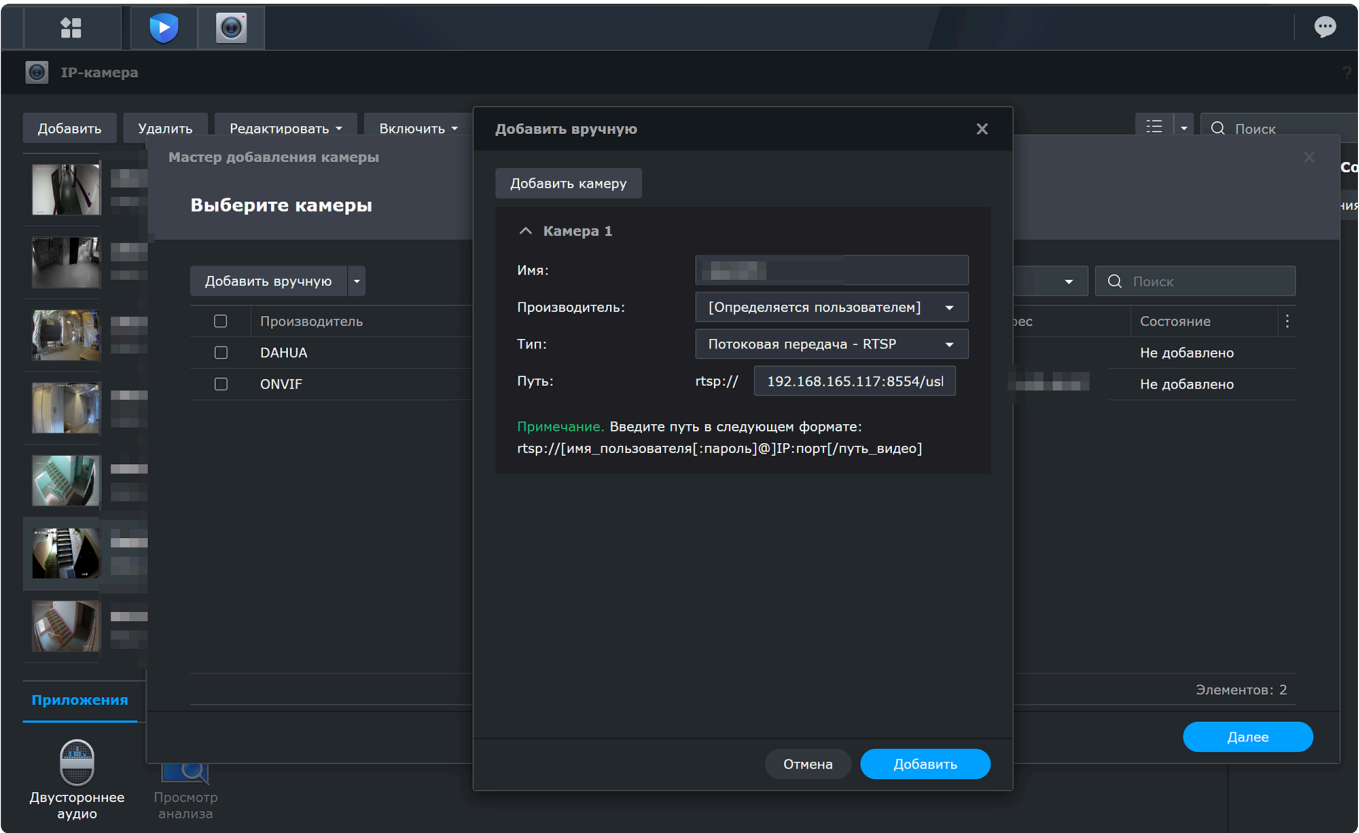 IP-камера
?
Добавить
Удалить
Редактировать
Включить
Поиск
Мастер добавления камеры
Выберите камеры
Добавить вручную
Поиск
Производитель
Состояние
DAHUA
Не добавлено
ONVIF
Не добавлено
Элементов: 2
Далее
Добавить вручную
Добавить камеру
Камера 1
Имя:
Производитель:
[Определяется пользователем]
Тип:
Потоковая передача - RTSP
Путь:
rtsp://
192.168.165.117:8554/usl
Примечание. Введите путь в следующем формате:
rtsp://[имя_пользователя[:пароль]@]IP:порт[/путь_видео]
Отмена
Добавить
Приложения
Двустороннее
аудио
Просмотр
анализа